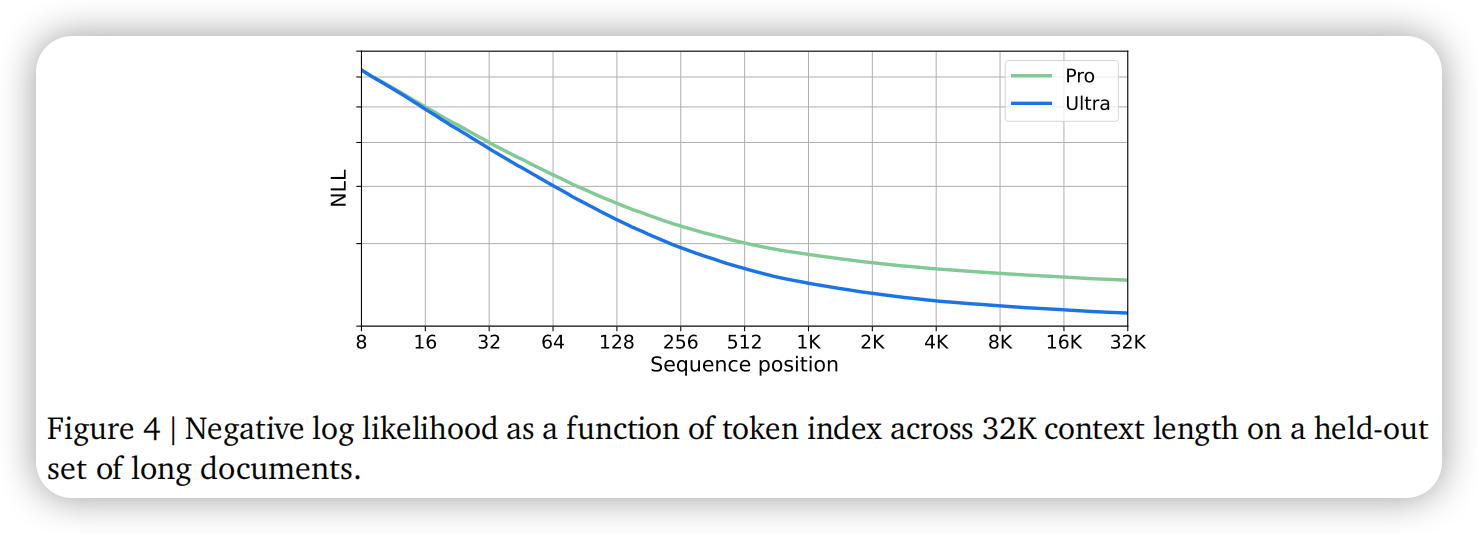 Pro
Ultra
NLL
8 16 32 64 128 256 512 1K 2K 4K 8K 16K 32K
Sequence position
Figure 4 | Negative log likelihood as a function of token index across 32K context length on a held-out
set of long documents.